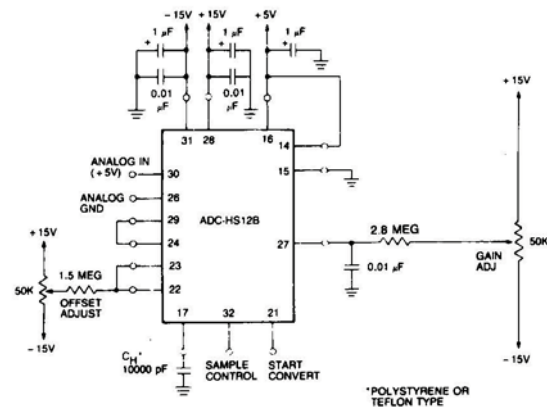 - 15V +15V +5V
1 µF 1 µF 1 µF
+ + +
0.01 µF
0.01 µF
31 28 16
14
15
ANALOG IN (+5V)
30
ANALOG GND
26
29
24
23
22
ADC-HS12B
27
17 32 21
+15V
50K
1.5 MEG
OFFSET ADJUST
- 15V
C_H*
10000 pF
SAMPLE CONTROL
START CONVERT
2.8 MEG
0.01 µF
+15V
50K
GAIN ADJ
- 15V
*POLYSTYRENE OR
TEFLON TYPE